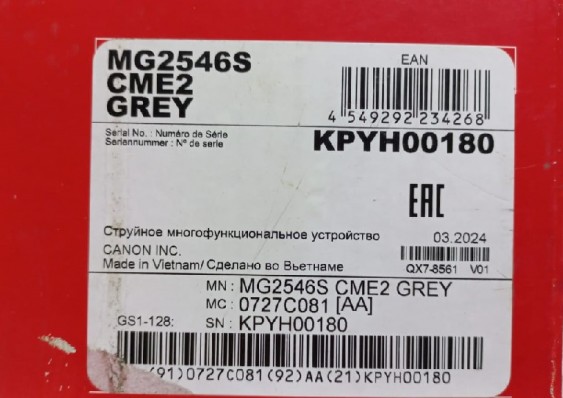 MG2546S
CME2
GREY
EAN
4 549292 234268
Serial No. : Numéro de Série
Seriennummer : Nº de serie
KPYH00180
EAC
Струйное многофункциональное устройство
03.2024
CANON INC.
Made in Vietnam/ Сделано во Вьетнаме
QX7-8561 V01
MN : MG2546S CME2 GREY
MC : 0727C081 [AA]
GS1-128: SN : KPYH00180
(91)0727C081(92)AA(21)KPYH00180